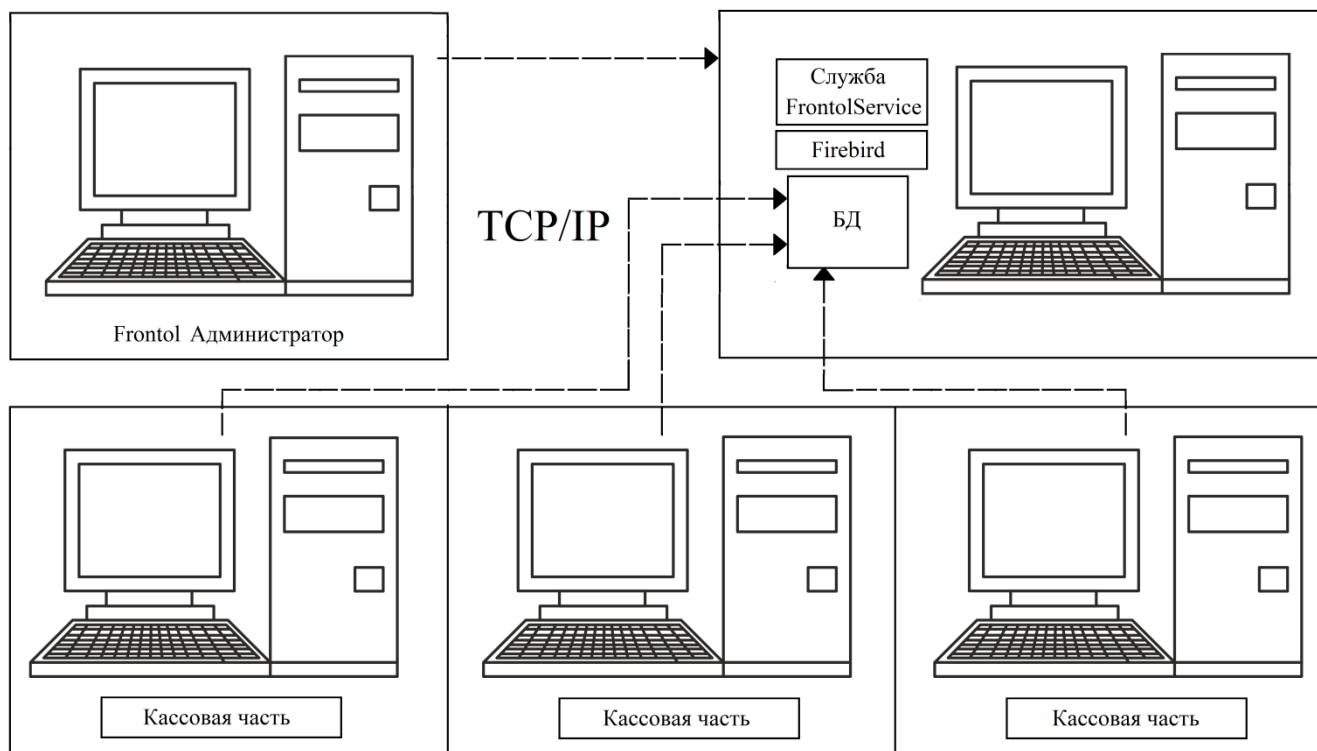 Служба
FrontolService
Firebird
БД
TCP/IP
Frontol Администратор
Кассовая часть
Кассовая часть
Кассовая часть